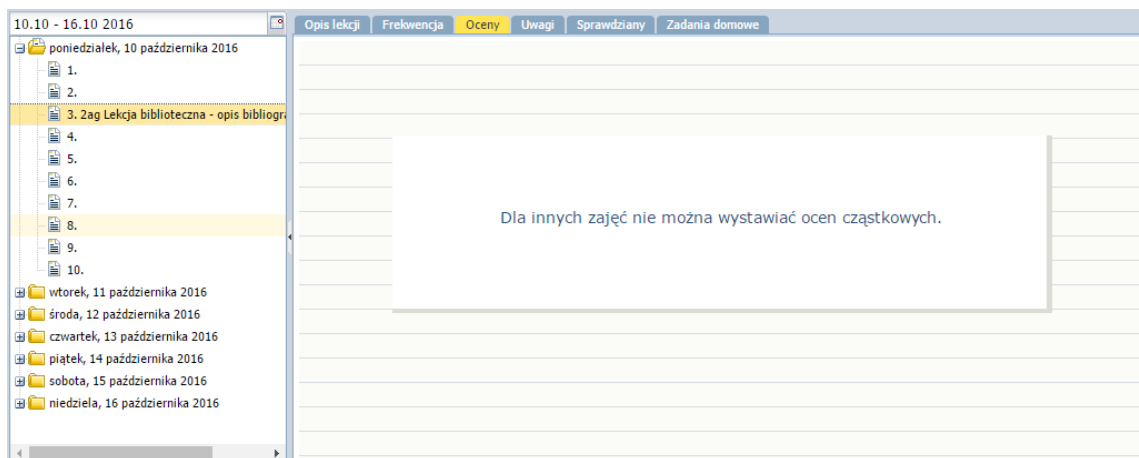 10.10 - 16.10 2016
Opis lekcji Frekwencja Oceny Uwagi Sprawdziany Zadania domowe
poniedziałek, 10 października 2016
1.
2.
3. 2ag Lekcja biblioteczna - opis bibliogra
4.
5.
6.
7.
8.
9.
10.
wtorek, 11 października 2016
środa, 12 października 2016
czwartek, 13 października 2016
piątek, 14 października 2016
sobota, 15 października 2016
niedziela, 16 października 2016
Dla innych zajęć nie można wystawiać ocen cząstkowych.